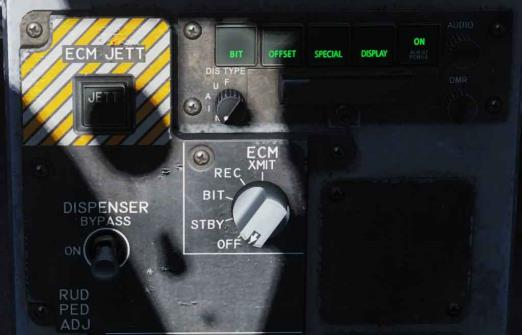 ECM JETT
JETT
BIT
OFFSET
SPECIAL
DISPLAY
ON
AUDIO
DIS TYPE
F
U
A
I
N
DMR
ECM
XMIT
REC
BIT
STBY
OFF
DISPENSER
BYPASS
ON
RUD
PED
ADJ